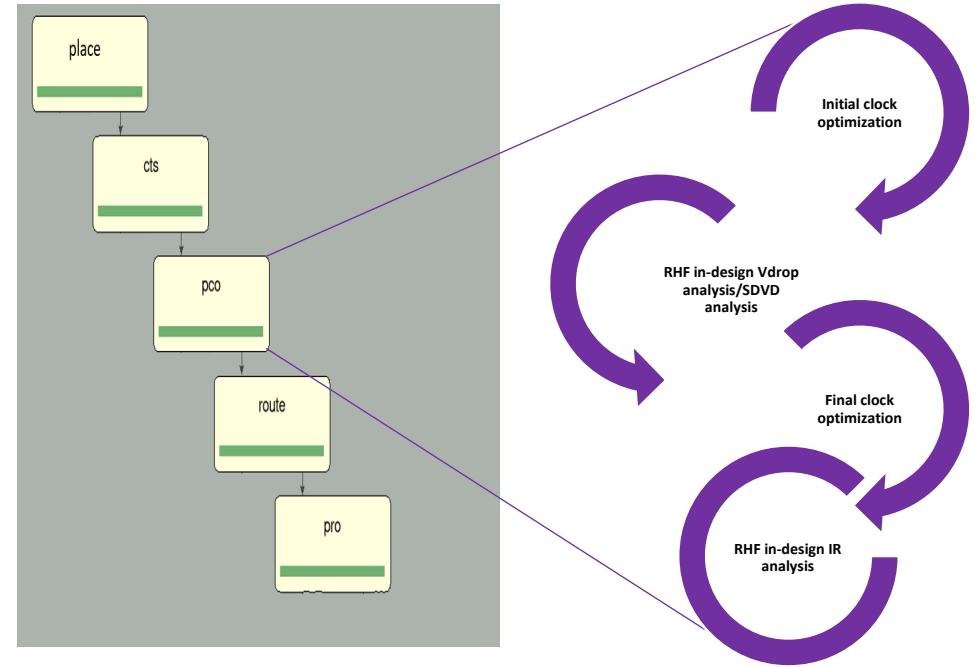 place
cts
pco
route
pro
Initial clock
optimization
RHF in-design Vdrop
analysis/SDVD
analysis
Final clock
optimization
RHF in-design IR
analysis